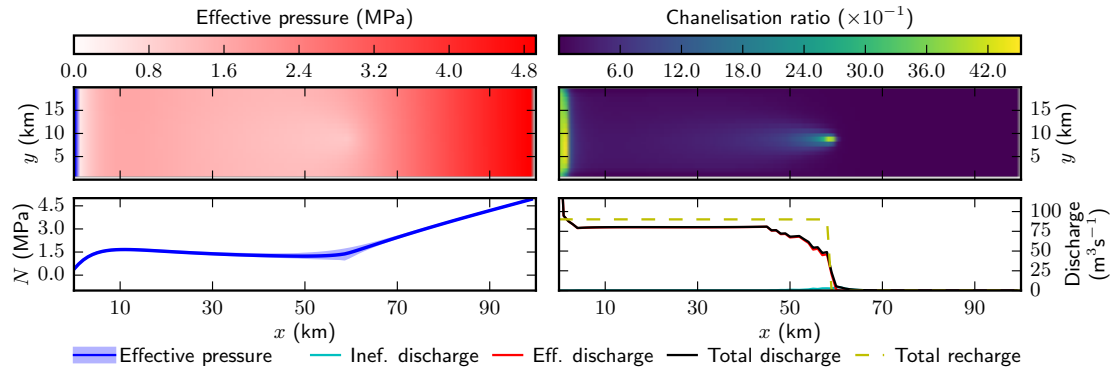 Effective pressure (MPa) Chanelisation ratio (×10⁻¹)
0.0 0.8 1.6 2.4 3.2 4.0 4.8 6.0 12.0 18.0 24.0 30.0 36.0 42.0
y (km) 15 10 5 15 10 5 y (km)
N (MPa) 4.5 3.0 1.5 0.0 100 75 50 25 0 Discharge (m³s⁻¹)
10 30 50 70 90 10 30 50 70 90
x (km) x (km)
Effective pressure Inef. discharge Eff. discharge Total discharge Total recharge